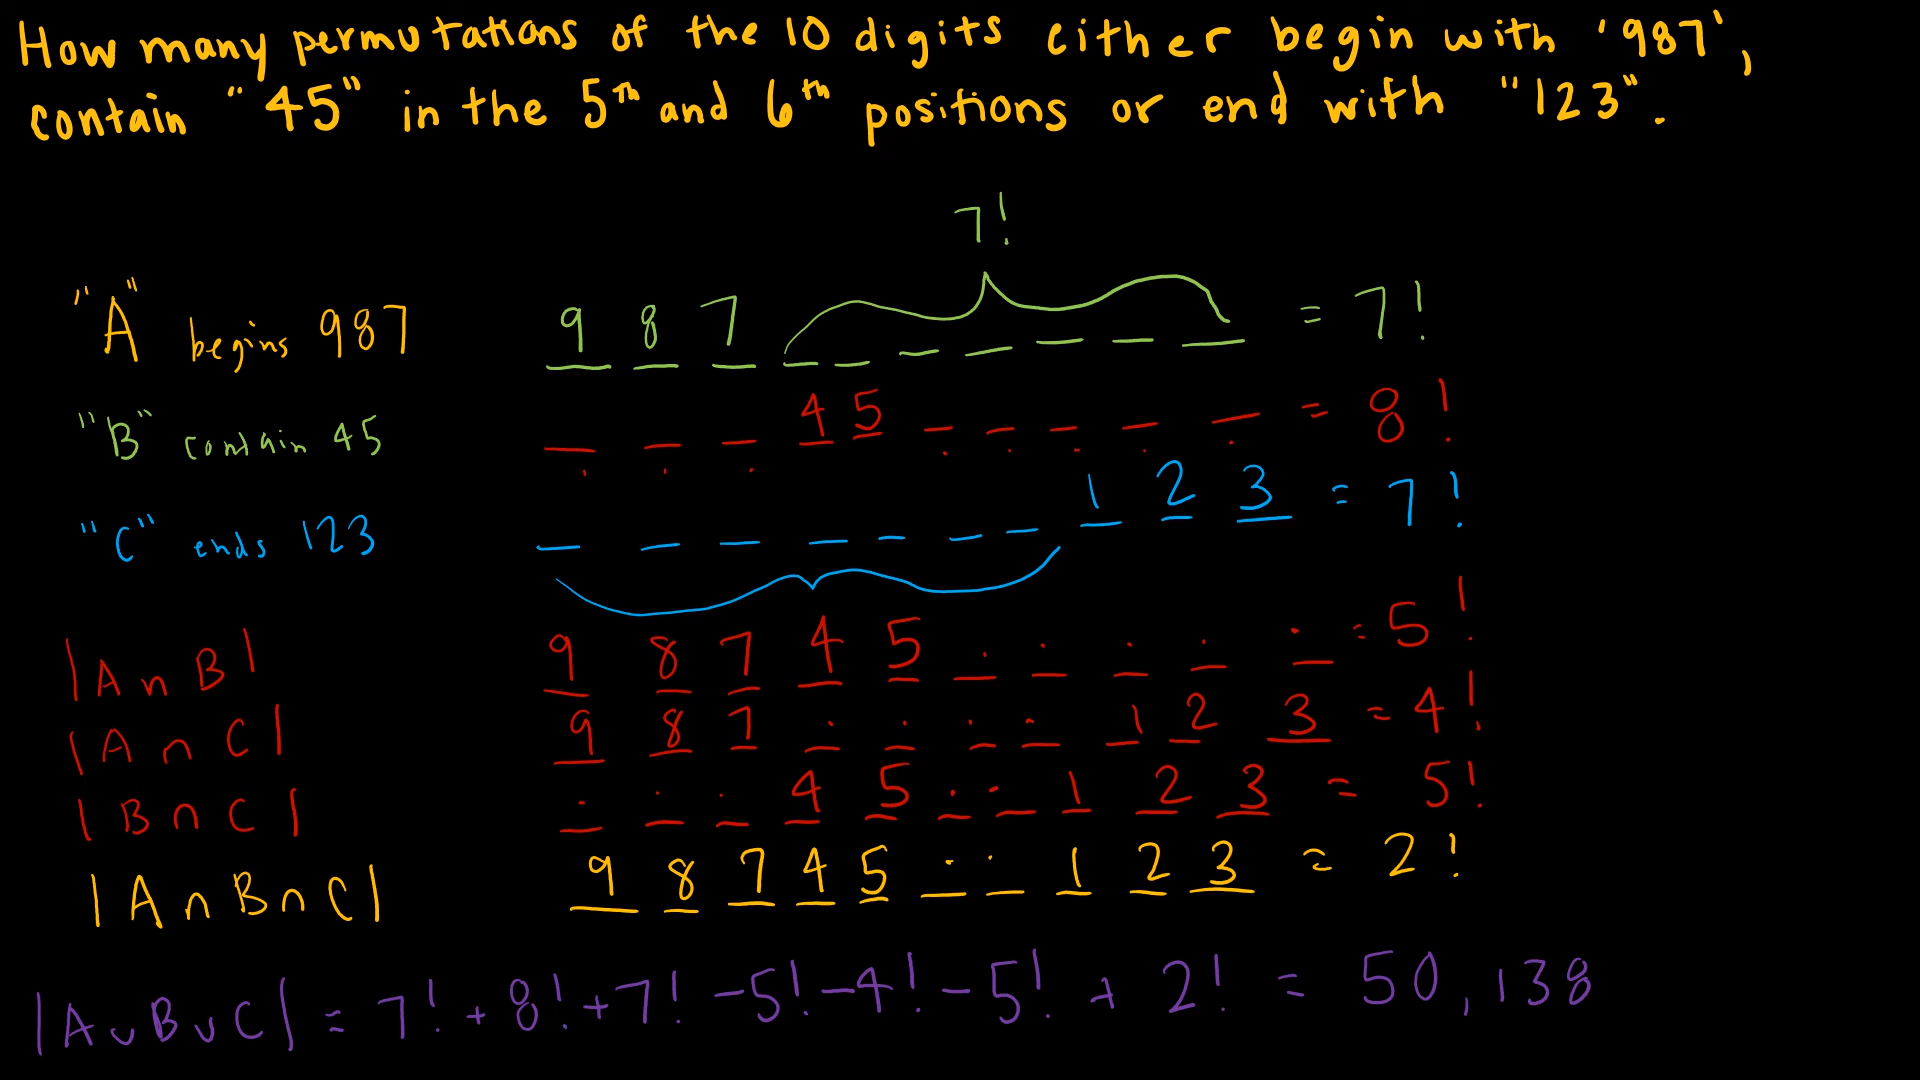 How many permutations of the 10 digits either begin with '987',
contain "45" in the 5th and 6th positions or end with "123".
7!
"A" begins 987 9 8 7 _ _ _ _ _ _ _ = 7!
"B" contain 45 _ _ _ 4 5 _ _ _ _ _ = 8!
"C" ends 123 _ _ _ _ _ _ _ 1 2 3 = 7!
|A ∩ B| 9 8 7 4 5 _ _ _ _ _ = 5!
|A ∩ C| 9 8 7 _ _ _ _ 1 2 3 = 4!
|B ∩ C| _ _ _ 4 5 _ _ 1 2 3 = 5!
|A ∩ B ∩ C| 9 8 7 4 5 _ _ 1 2 3 = 2!
|A ∪ B ∪ C| = 7! + 8! + 7! - 5! - 4! - 5! + 2! = 50,138